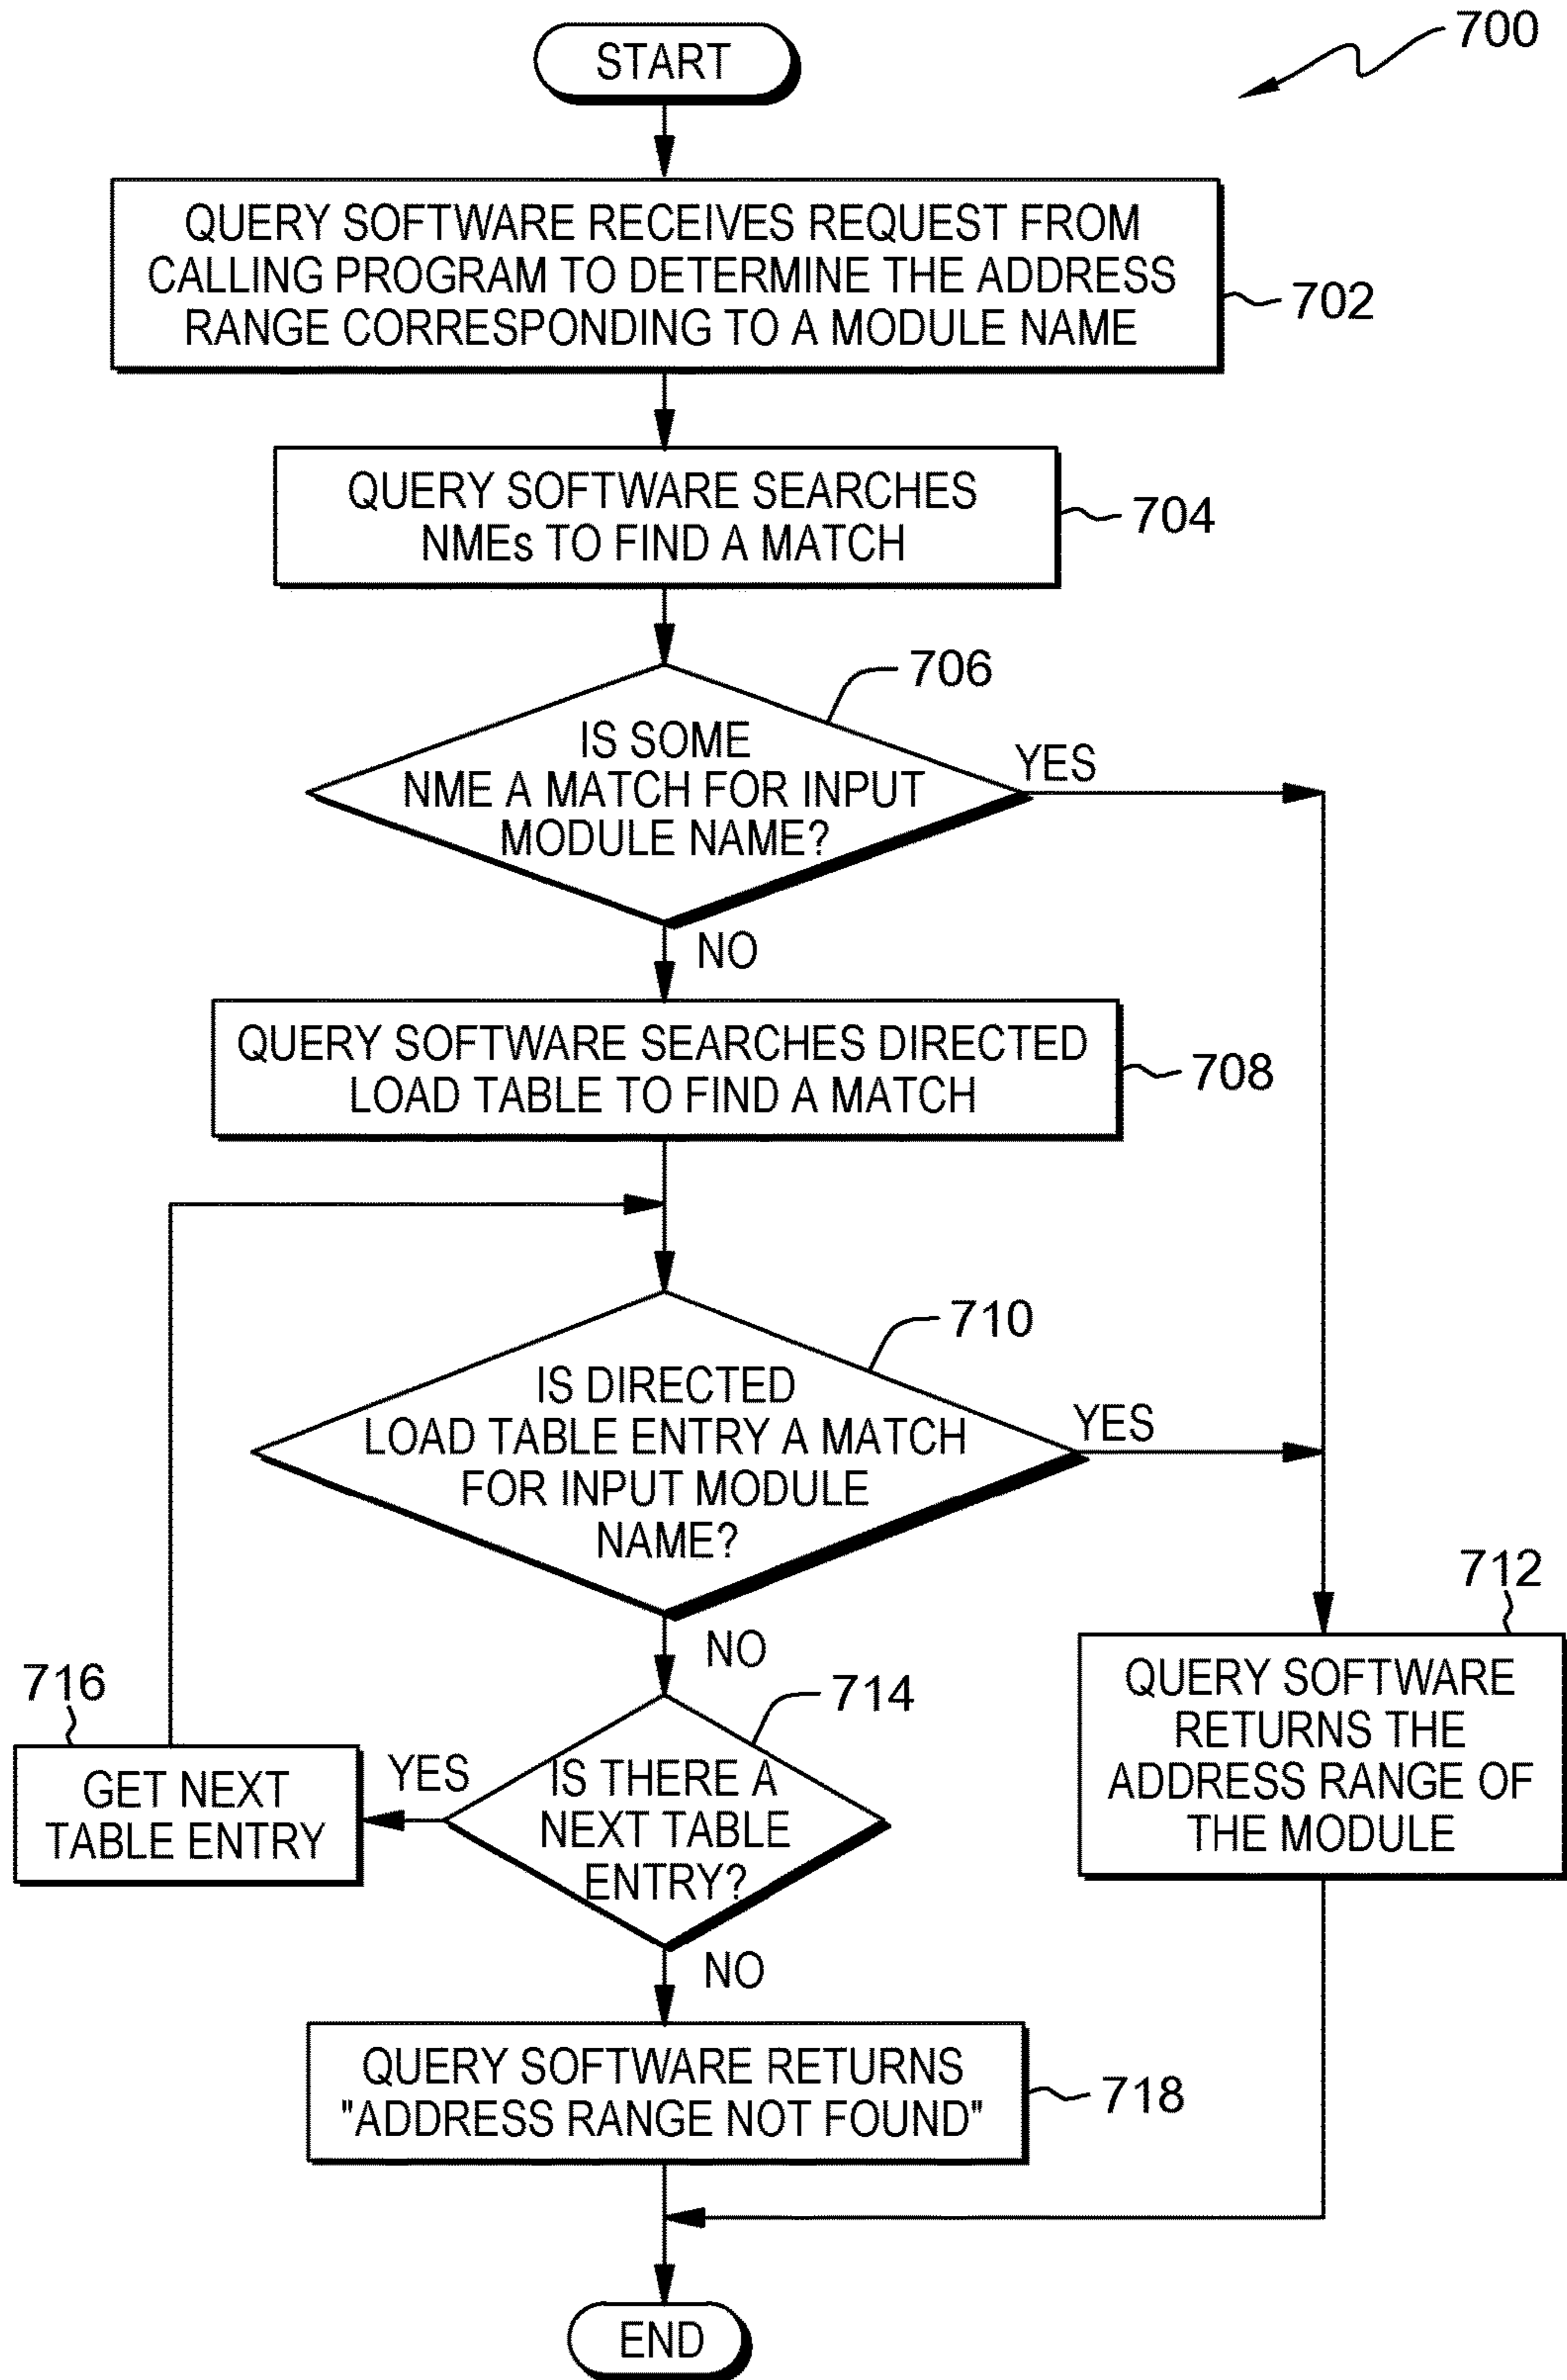 START
700
QUERY SOFTWARE RECEIVES REQUEST FROM
CALLING PROGRAM TO DETERMINE THE ADDRESS
RANGE CORRESPONDING TO A MODULE NAME
702
QUERY SOFTWARE SEARCHES
NMEs TO FIND A MATCH
704
706
IS SOME
NME A MATCH FOR INPUT
MODULE NAME?
YES
NO
QUERY SOFTWARE SEARCHES DIRECTED
LOAD TABLE TO FIND A MATCH
708
710
IS DIRECTED
LOAD TABLE ENTRY A MATCH
FOR INPUT MODULE
NAME?
YES
NO
712
QUERY SOFTWARE
RETURNS THE
ADDRESS RANGE OF
THE MODULE
714
IS THERE A
NEXT TABLE
ENTRY?
YES
716
GET NEXT
TABLE ENTRY
NO
QUERY SOFTWARE RETURNS
"ADDRESS RANGE NOT FOUND"
718
END